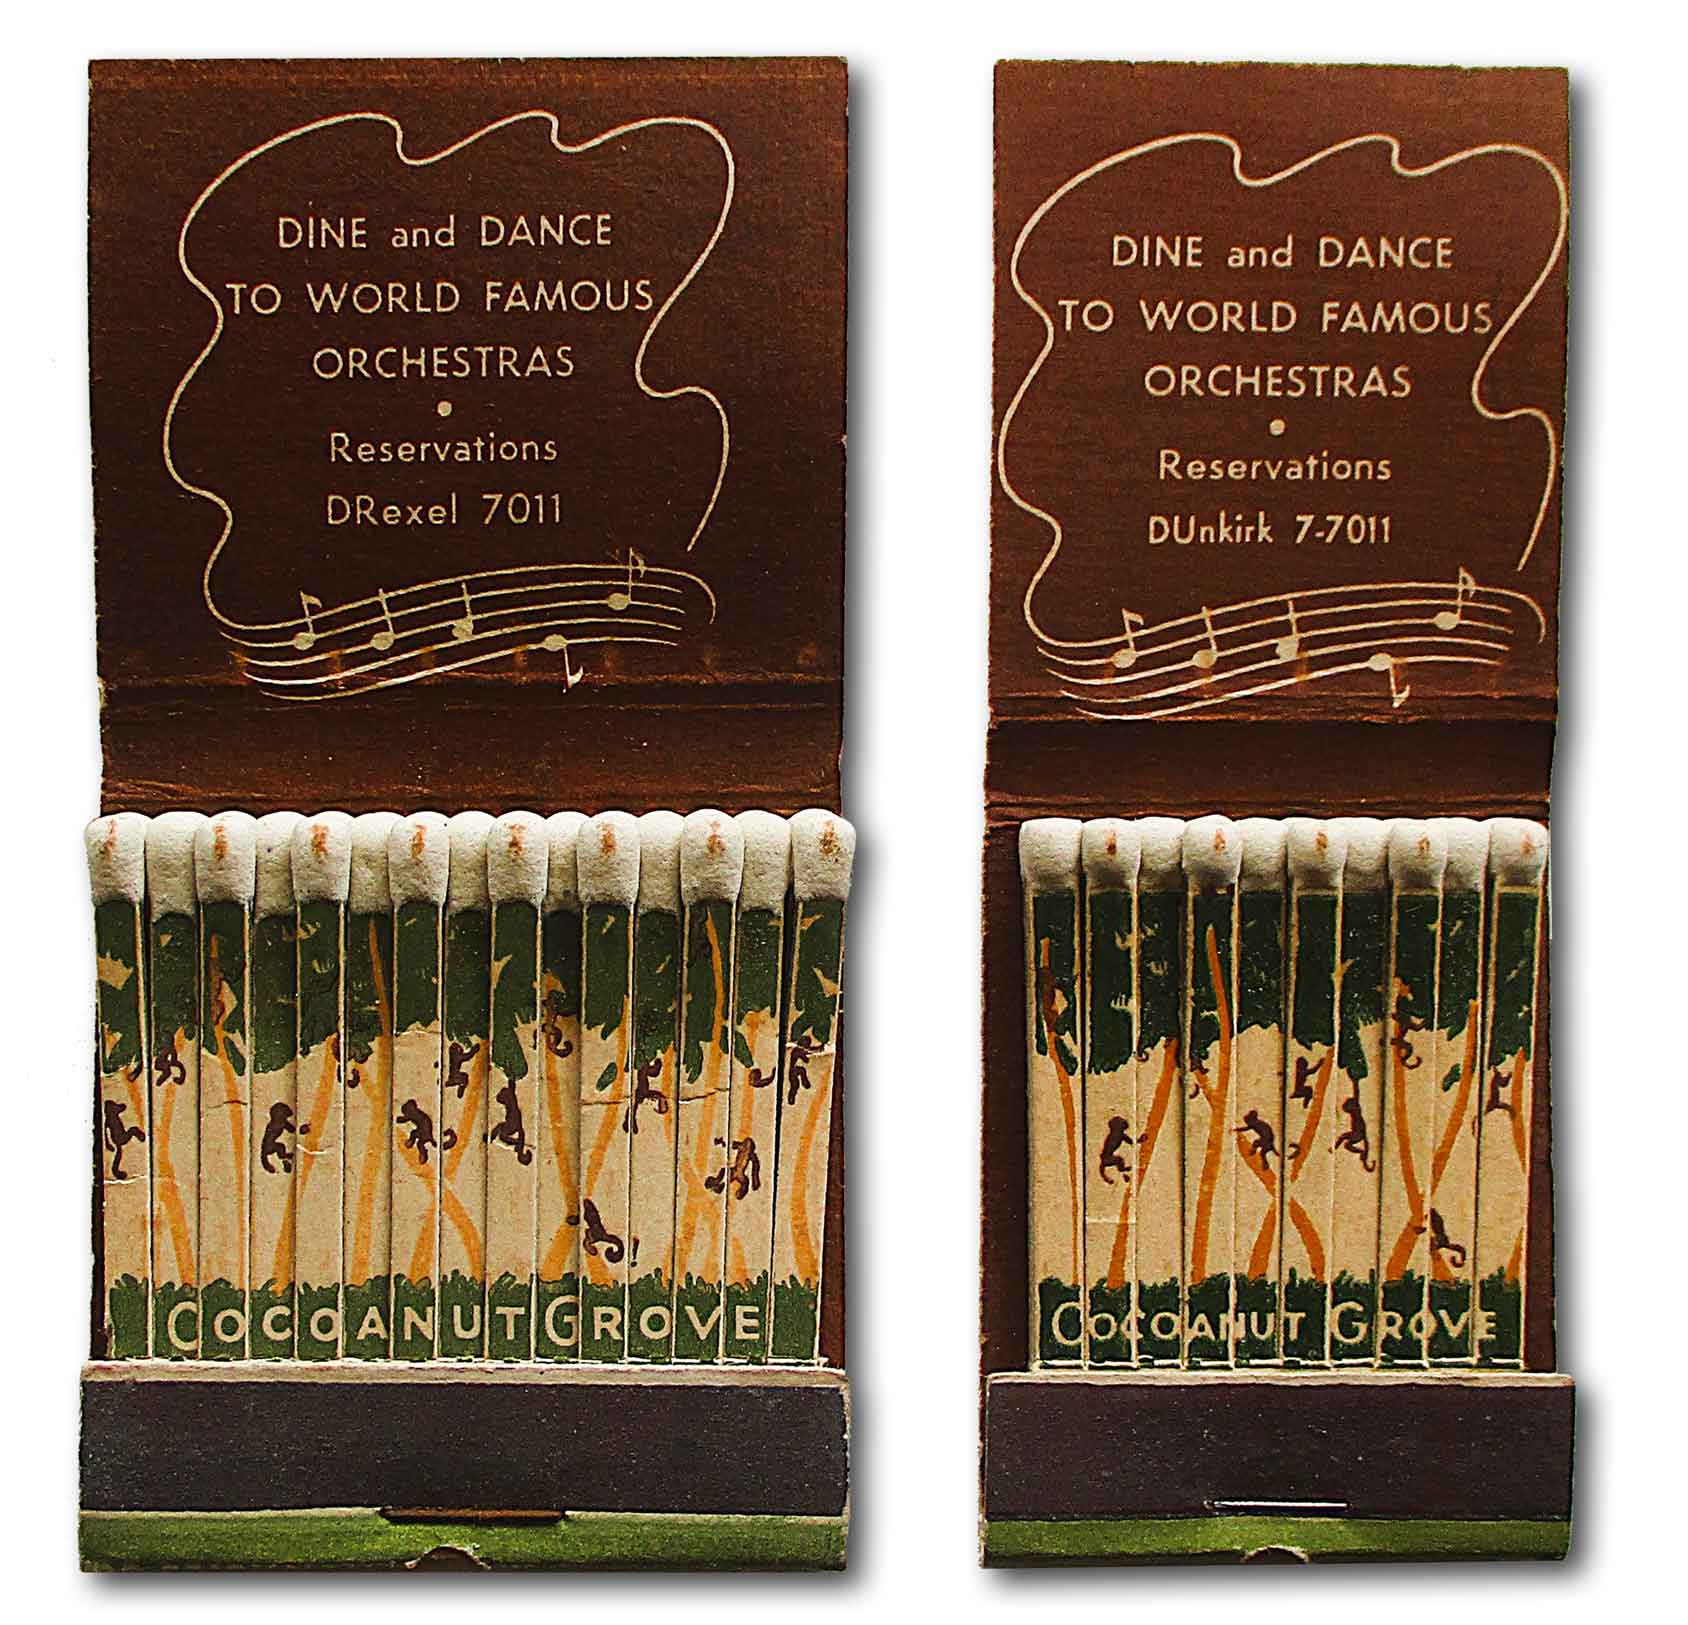 DINE and DANCE
TO WORLD FAMOUS
ORCHESTRAS
•
Reservations
DRexel 7011
COCOANUT GROVE
DINE and DANCE
TO WORLD FAMOUS
ORCHESTRAS
•
Reservations
DUnkirk 7-7011
COCOANUT GROVE